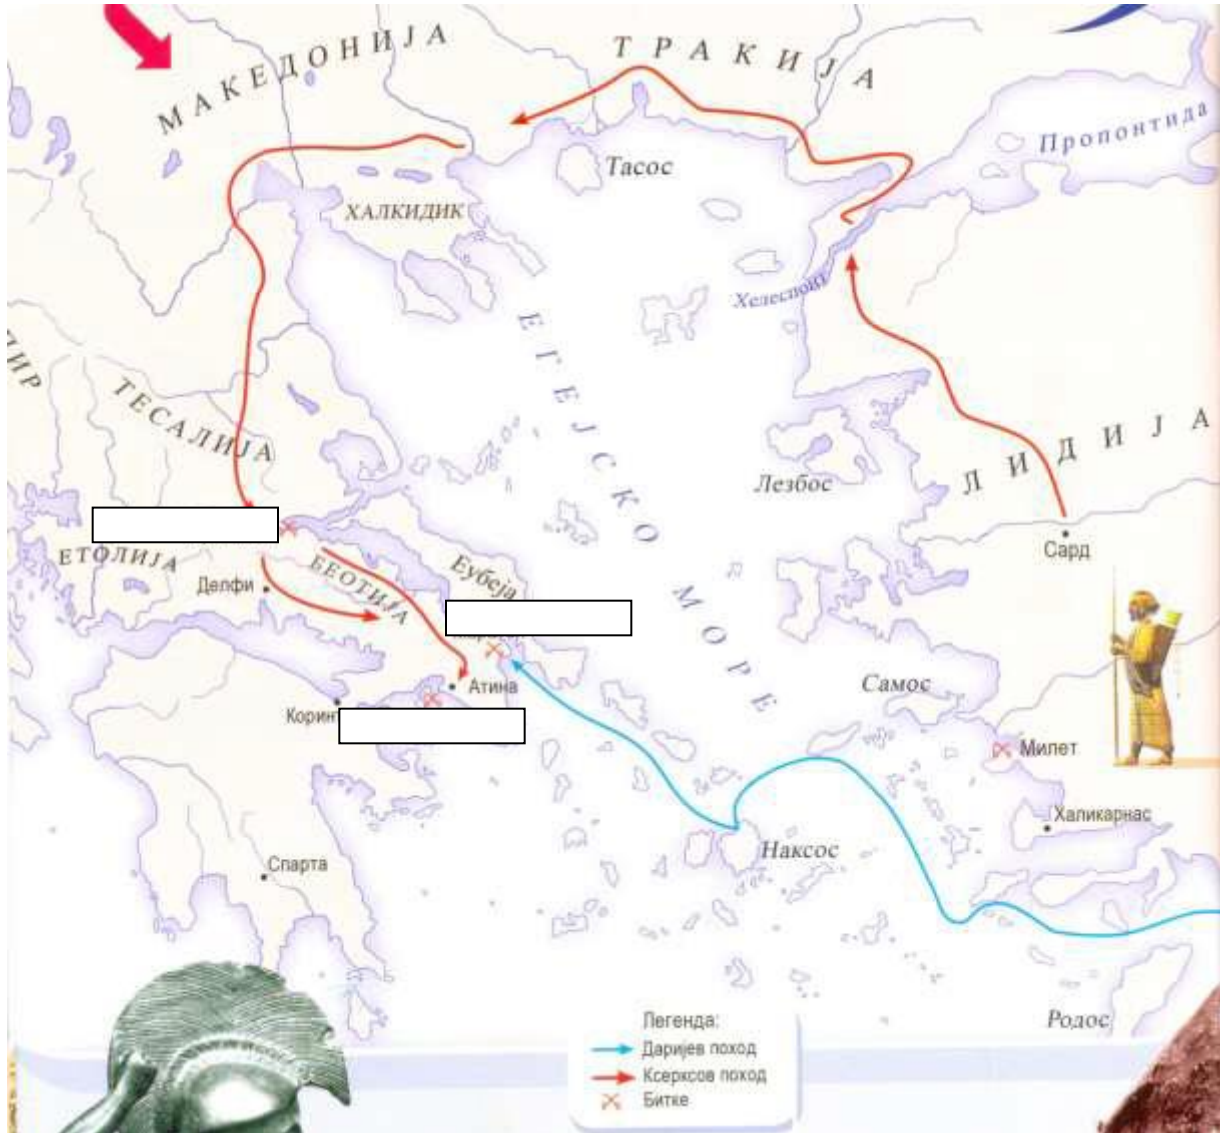 МАКЕДОНИЈА
ТРАКИЈА
Пропонтида
Тасос
ХАЛКИДИК
Хелеспонт
ЕГЕЈСКО МОРЕ
ТЕСАЛИЈА
Лезбос
ЛИДИЈА
Сард
ЕТОЛИЈА
Делфи
БЕОТИЈА
Еубеја
Атина
Самос
Коринт
Милет
Халикарнас
Наксос
Спарта
Родос
Легенда:
Даријев поход
Ксерксов поход
Битке